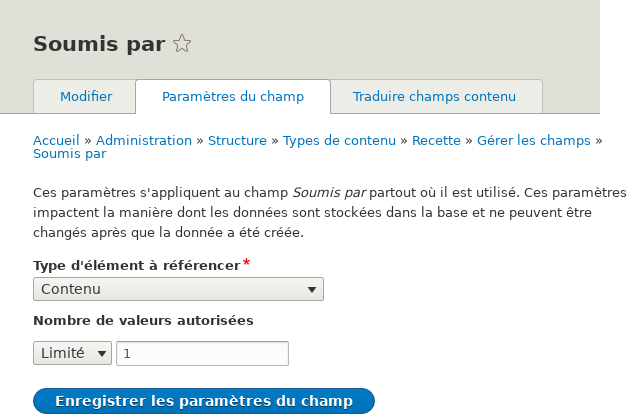 Soumis par
Modifier Paramètres du champ Traduire champs contenu
Accueil » Administration » Structure » Types de contenu » Recette » Gérer les champs »
Soumis par
Ces paramètres s'appliquent au champ Soumis par partout où il est utilisé. Ces paramètres
impactent la manière dont les données sont stockées dans la base et ne peuvent être
changés après que la donnée a été créée.
Type d'élément à référencer*
Contenu
Nombre de valeurs autorisées
Limité 1
Enregistrer les paramètres du champ